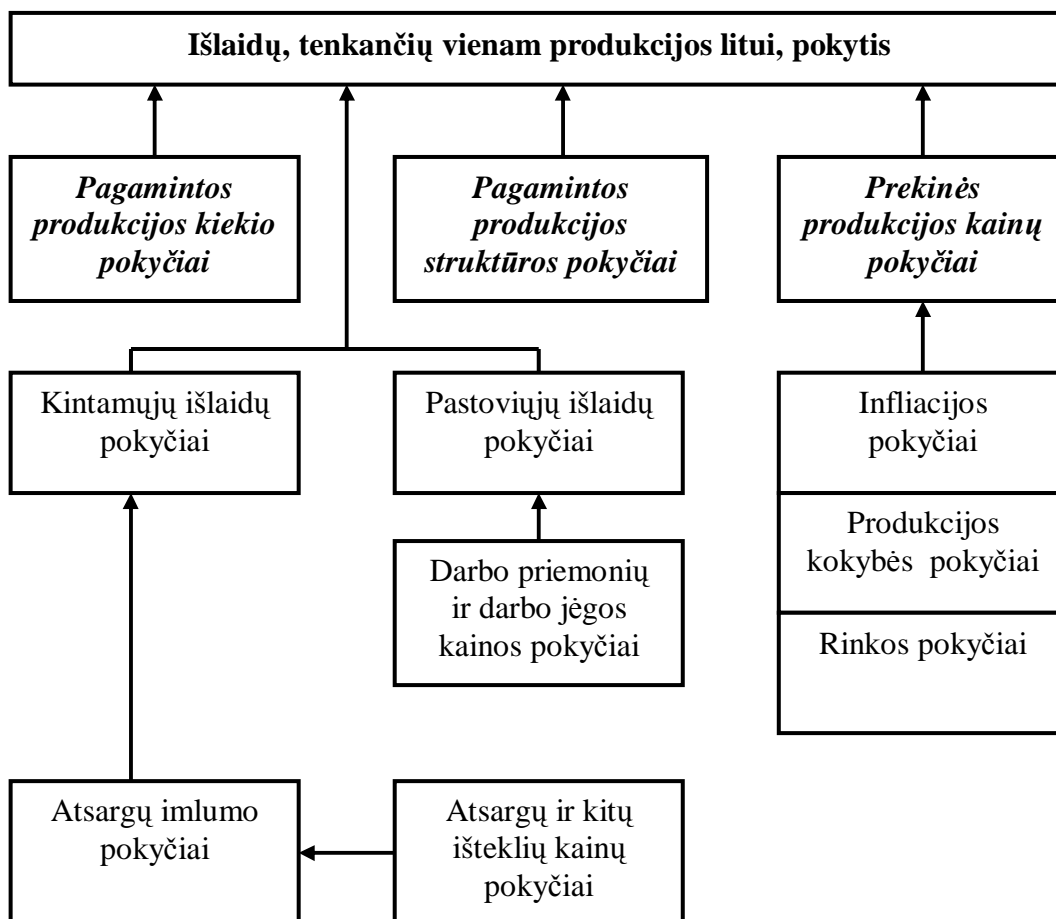 Išlaidų, tenkančių vienam produkcijos litui, pokytis
Pagamintos
produkcijos kiekio
pokyčiai
Pagamintos
produkcijos
struktūros pokyčiai
Prekinės
produkcijos kainų
pokyčiai
Kintamųjų išlaidų
pokyčiai
Pastoviųjų išlaidų
pokyčiai
Infliacijos
pokyčiai
Produkcijos
kokybės pokyčiai
Darbo priemonių
ir darbo jėgos
kainos pokyčiai
Rinkos pokyčiai
Atsargų imlumo
pokyčiai
Atsargų ir kitų
išteklių kainų
pokyčiai